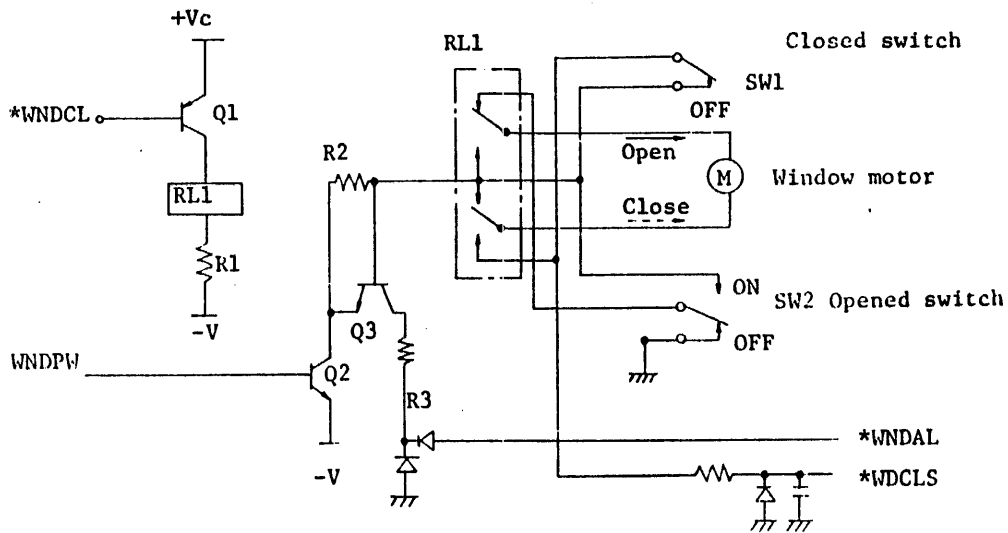 +Vc
RL1
Closed switch
*WNDCL
Q1
SW1
OFF
R2
Open
RL1
M
Window motor
Close
R1
ON
SW2 Opened switch
-V
Q3
OFF
WNDPW
Q2
R3
*WNDAL
-V
*WDCLS